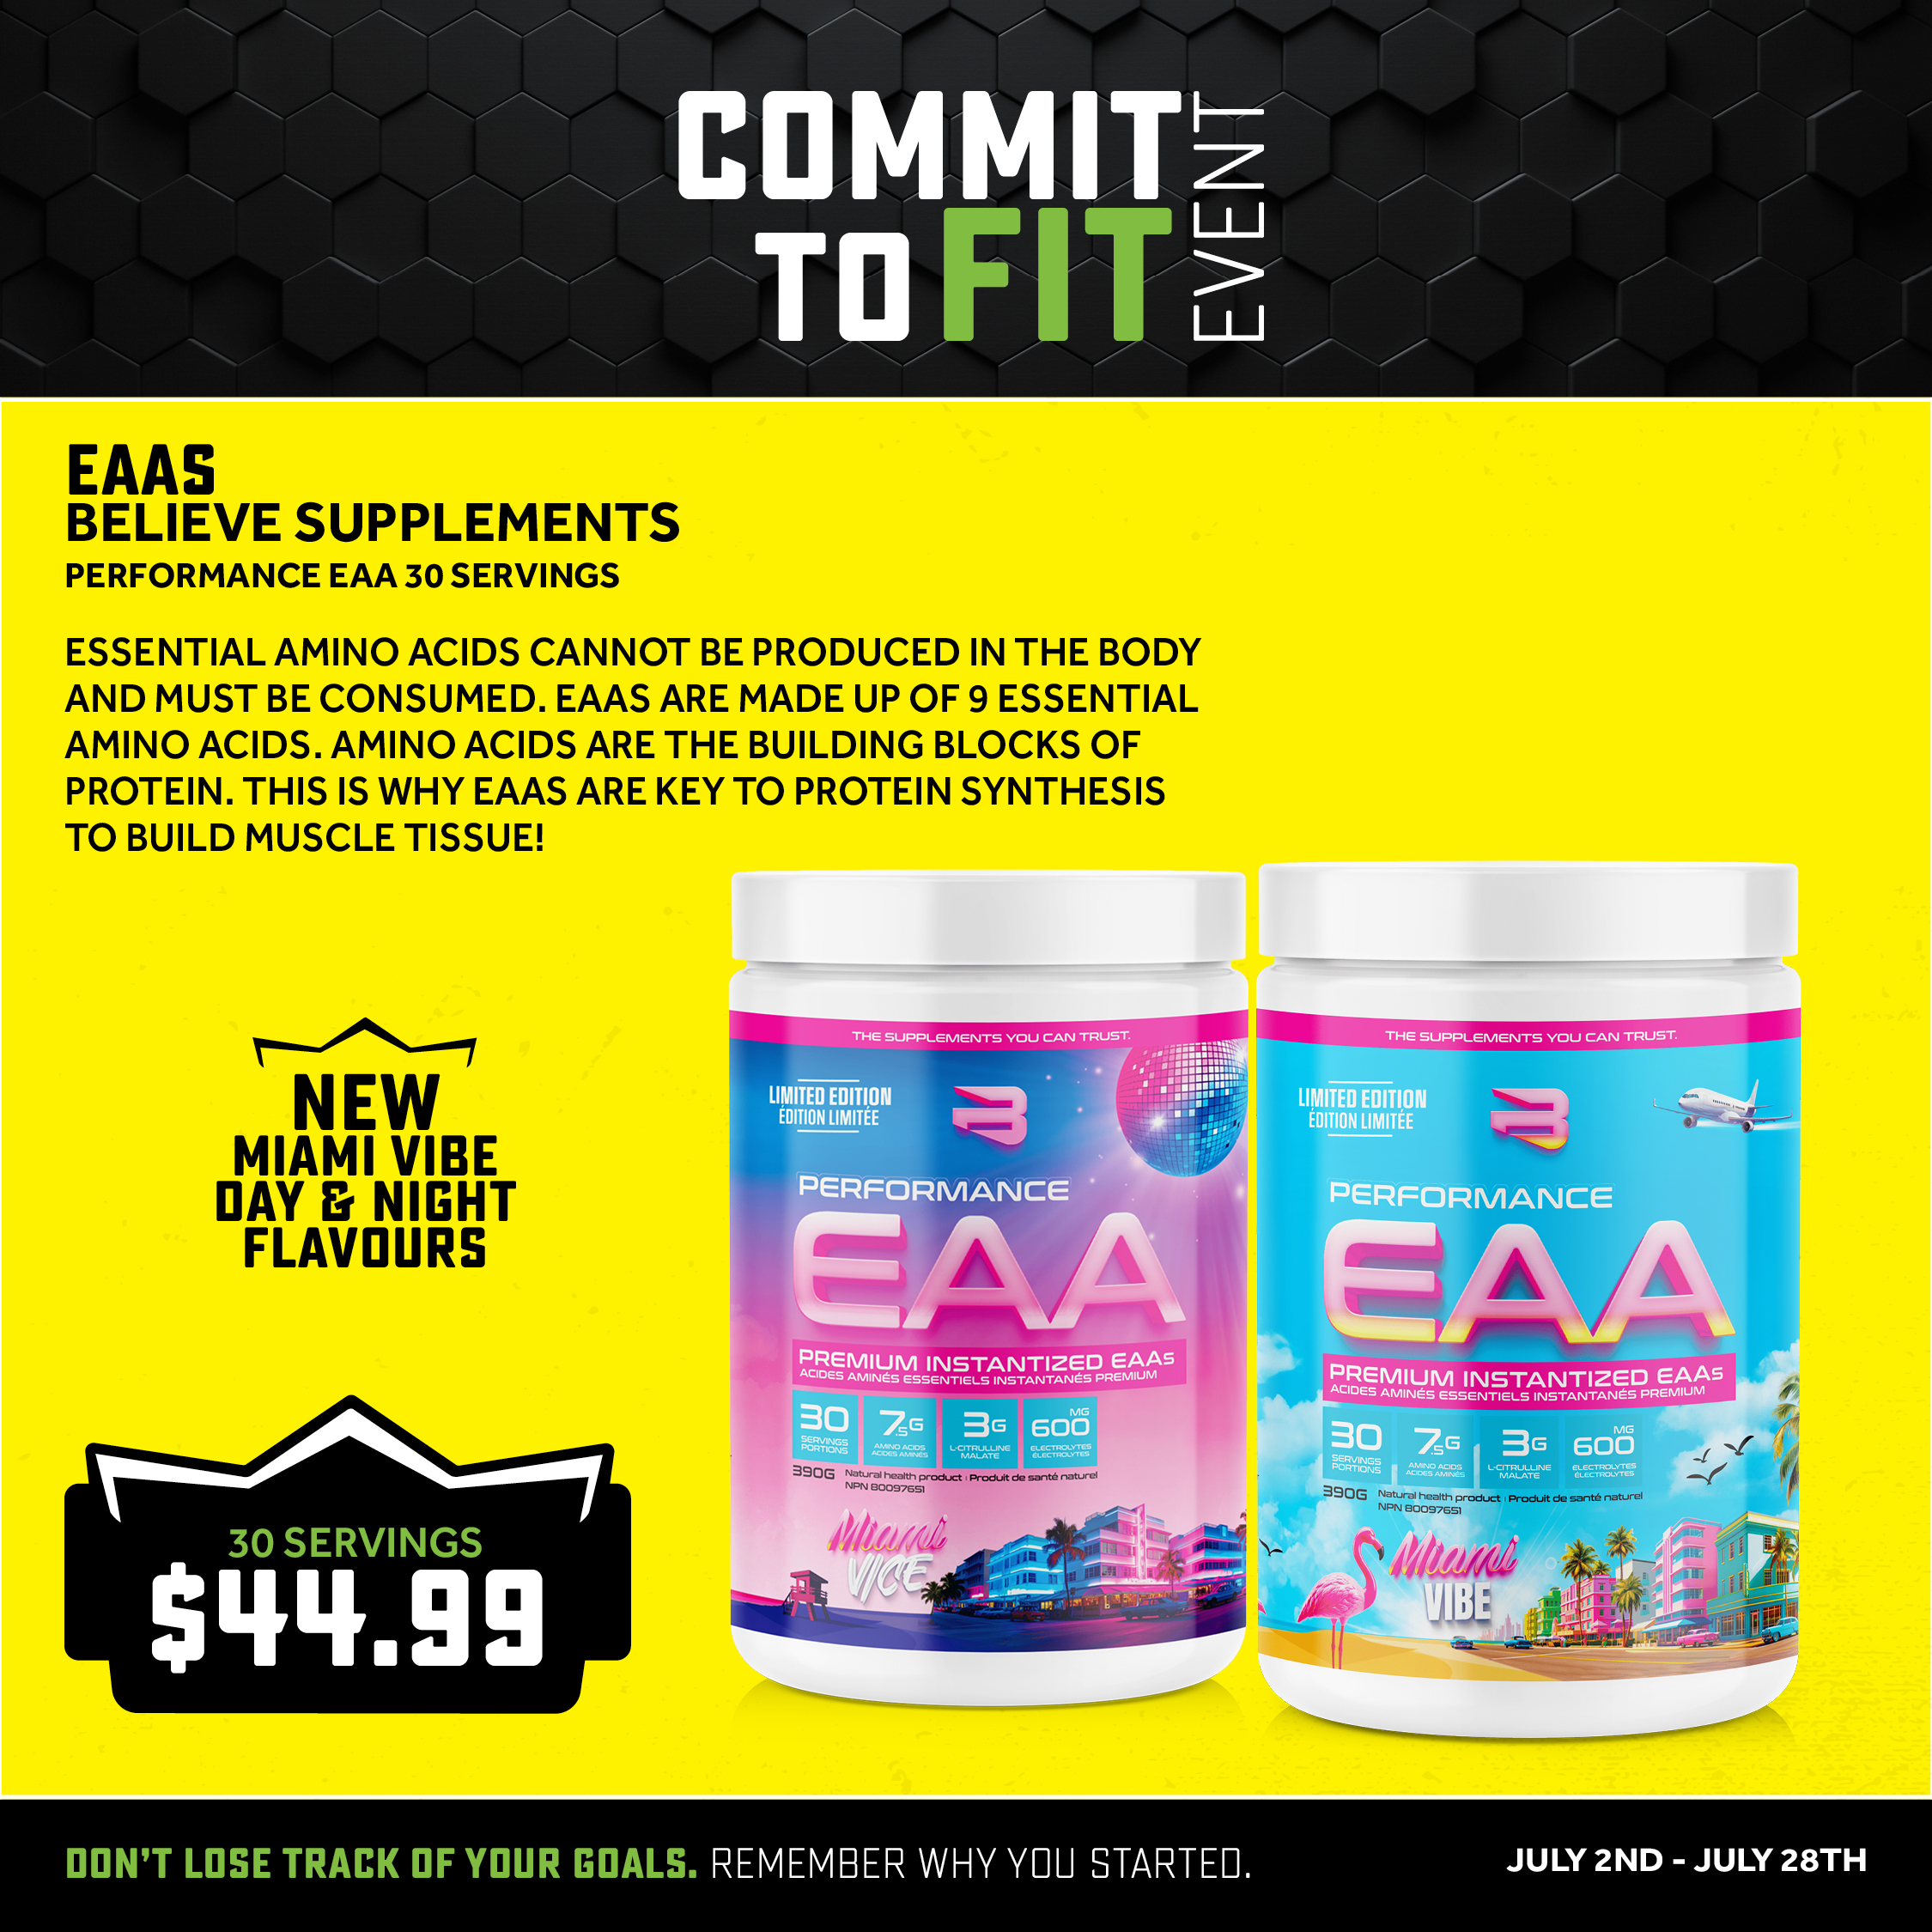 COMMIT
TO FIT
EVENT
EAAS
BELIEVE SUPPLEMENTS
PERFORMANCE EAA 30 SERVINGS
ESSENTIAL AMINO ACIDS CANNOT BE PRODUCED IN THE BODY
AND MUST BE CONSUMED. EAAS ARE MADE UP OF 9 ESSENTIAL
AMINO ACIDS. AMINO ACIDS ARE THE BUILDING BLOCKS OF
PROTEIN. THIS IS WHY EAAS ARE KEY TO PROTEIN SYNTHESIS
TO BUILD MUSCLE TISSUE!
NEW
MIAMI VIBE
DAY & NIGHT
FLAVOURS
30 SERVINGS
$44.99
THE SUPPLEMENTS YOU CAN TRUST.
LIMITED EDITION
ÉDITION LIMITÉE
B
PERFORMANCE
EAA
PREMIUM INSTANTIZED EAAs
ACIDES AMINÉS ESSENTIELS INSTANTANÉS PREMIUM
30 SERVINGS PORTIONS
7.5G AMINO ACIDS ACIDES AMINÉS
3G L-CITRULLINE MALATE
600 MG ELECTROLYTES ÉLECTROLYTES
390G Natural health product | Produit de santé naturel
NPN 80097651
Miami
VICE
THE SUPPLEMENTS YOU CAN TRUST.
LIMITED EDITION
ÉDITION LIMITÉE
B
PERFORMANCE
EAA
PREMIUM INSTANTIZED EAAs
ACIDES AMINÉS ESSENTIELS INSTANTANÉS PREMIUM
30 SERVINGS PORTIONS
7.5G AMINO ACIDS ACIDES AMINÉS
3G L-CITRULLINE MALATE
600 MG ELECTROLYTES ÉLECTROLYTES
390G Natural health product | Produit de santé naturel
NPN 80097651
Miami
VIBE
DON'T LOSE TRACK OF YOUR GOALS. REMEMBER WHY YOU STARTED.
JULY 2ND - JULY 28TH